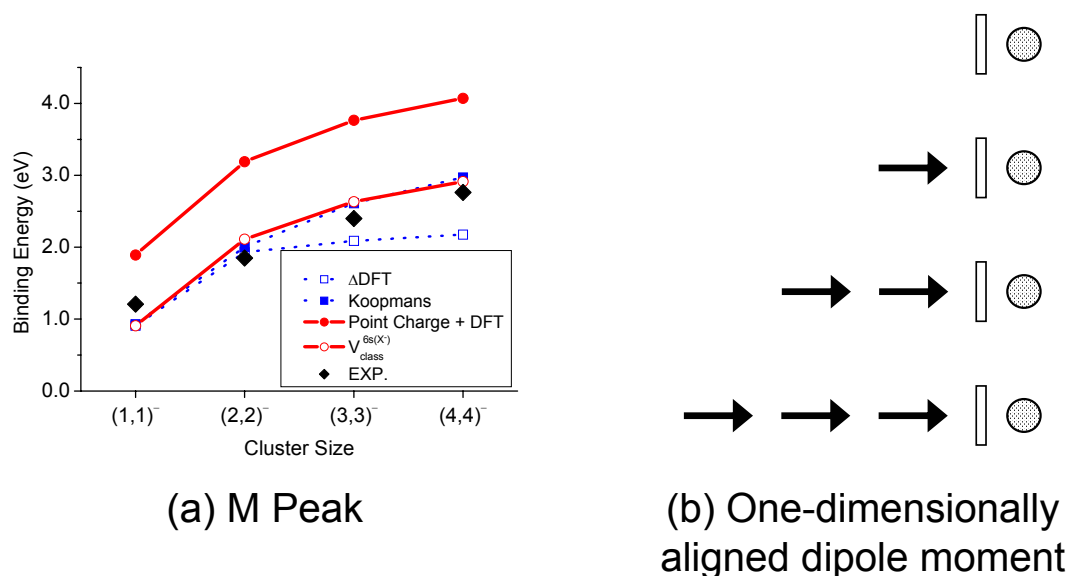 4.0
3.0
2.0
1.0
0.0
Binding Energy (eV)
ΔDFT
Koopmans
Point Charge + DFT
V class 6s(X⁻)
EXP.
(1,1)⁻ (2,2)⁻ (3,3)⁻ (4,4)⁻
Cluster Size
(a) M Peak
(b) One-dimensionally
aligned dipole moment